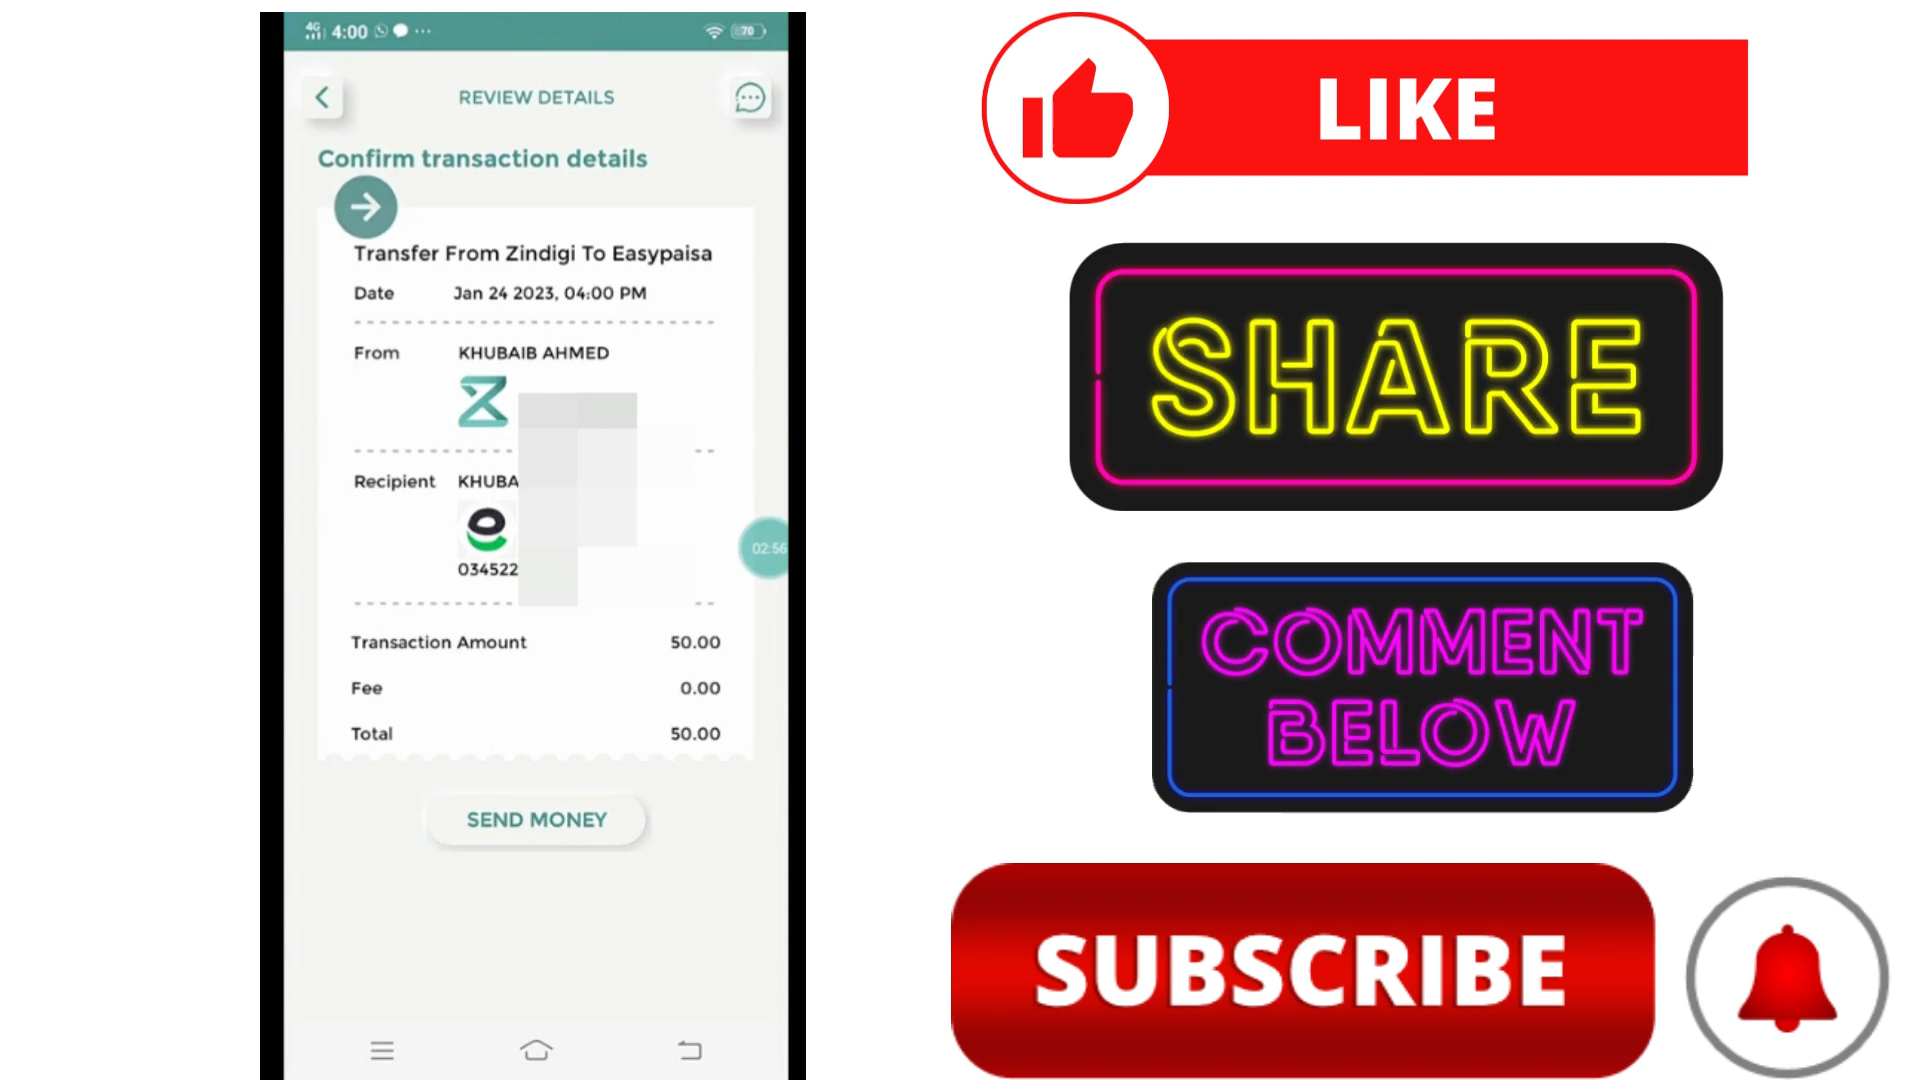 4G 4:00 70
REVIEW DETAILS
Confirm transaction details
Transfer From Zindigi To Easypaisa
Date Jan 24 2023, 04:00 PM
From KHUBAIB AHMED
Recipient KHUBA
034522
02:56
Transaction Amount 50.00
Fee 0.00
Total 50.00
SEND MONEY
LIKE
SHARE
COMMENT
BELOW
SUBSCRIBE